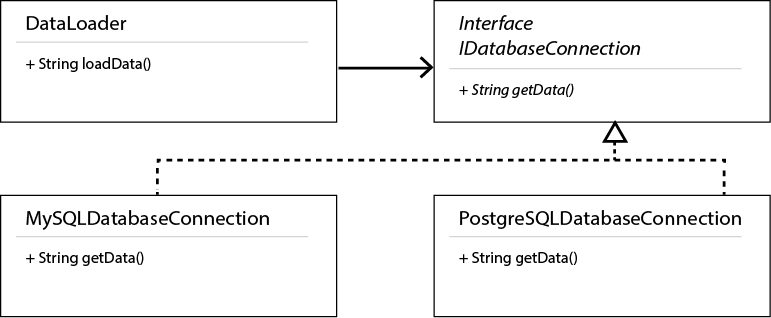 DataLoader
+ String loadData()
Interface
IDatabaseConnection
+ String getData()
MySQLDatabaseConnection
+ String getData()
PostgreSQLDatabaseConnection
+ String getData()